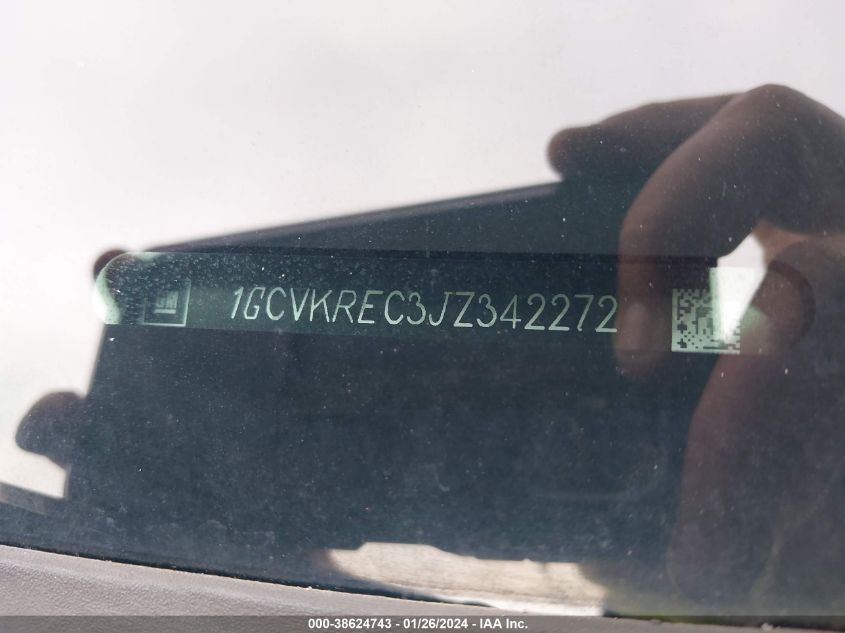 1GCVKREC3JZ342272
000-38624743 - 01/26/2024 - IAA Inc.